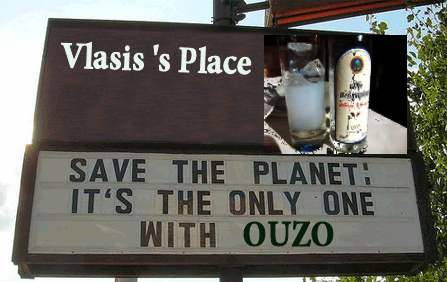 Vlasis 's Place
SAVE THE PLANET;
IT'S THE ONLY ONE
WITH OUZO